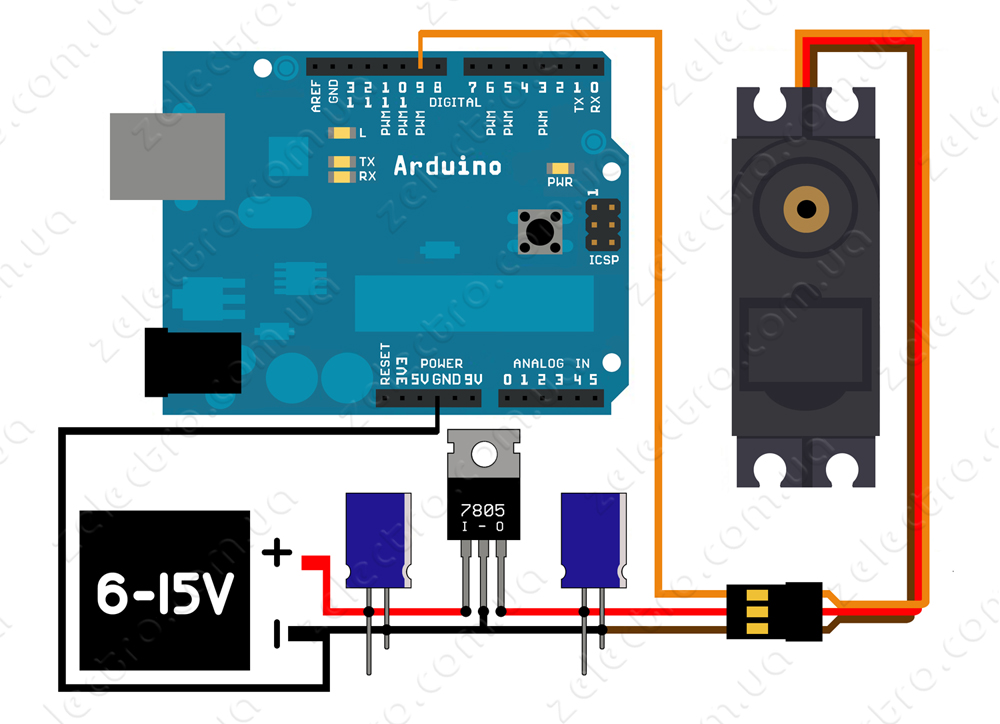 AREF
GND
13
12
PWM 11
PWM 10
PWM 9
8
DIGITAL
7
PWM 6
PWM 5
4
PWM 3
2
TX 1
RX 0
L
TX
RX
Arduino
PWR
1
ICSP
RESET
3V3
POWER
5V GND 9V
ANALOG IN
0 1 2 3 4 5
7805
I - O
6-15V
+
-
zelectro.com.ua